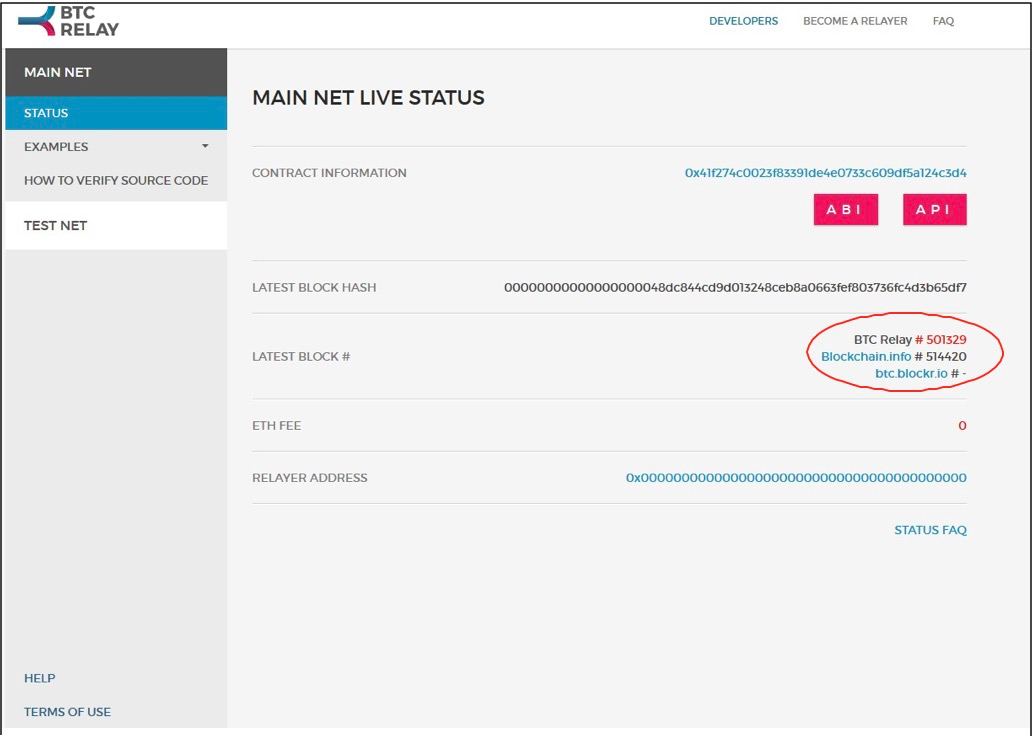 BTC
RELAY
DEVELOPERS BECOME A RELAYER FAQ
MAIN NET
STATUS
EXAMPLES
HOW TO VERIFY SOURCE CODE
TEST NET
MAIN NET LIVE STATUS
CONTRACT INFORMATION 0x41f274c0023f83391de4e0733c609df5a124c3d4
ABI API
LATEST BLOCK HASH 00000000000000000048dc844cd9d013248ceb8a0663fef803736fc4d3b65df7
LATEST BLOCK #
BTC Relay # 501329
Blockchain.info # 514420
btc.blockr.io # -
ETH FEE 0
RELAYER ADDRESS 0x0000000000000000000000000000000000000000
STATUS FAQ
HELP
TERMS OF USE